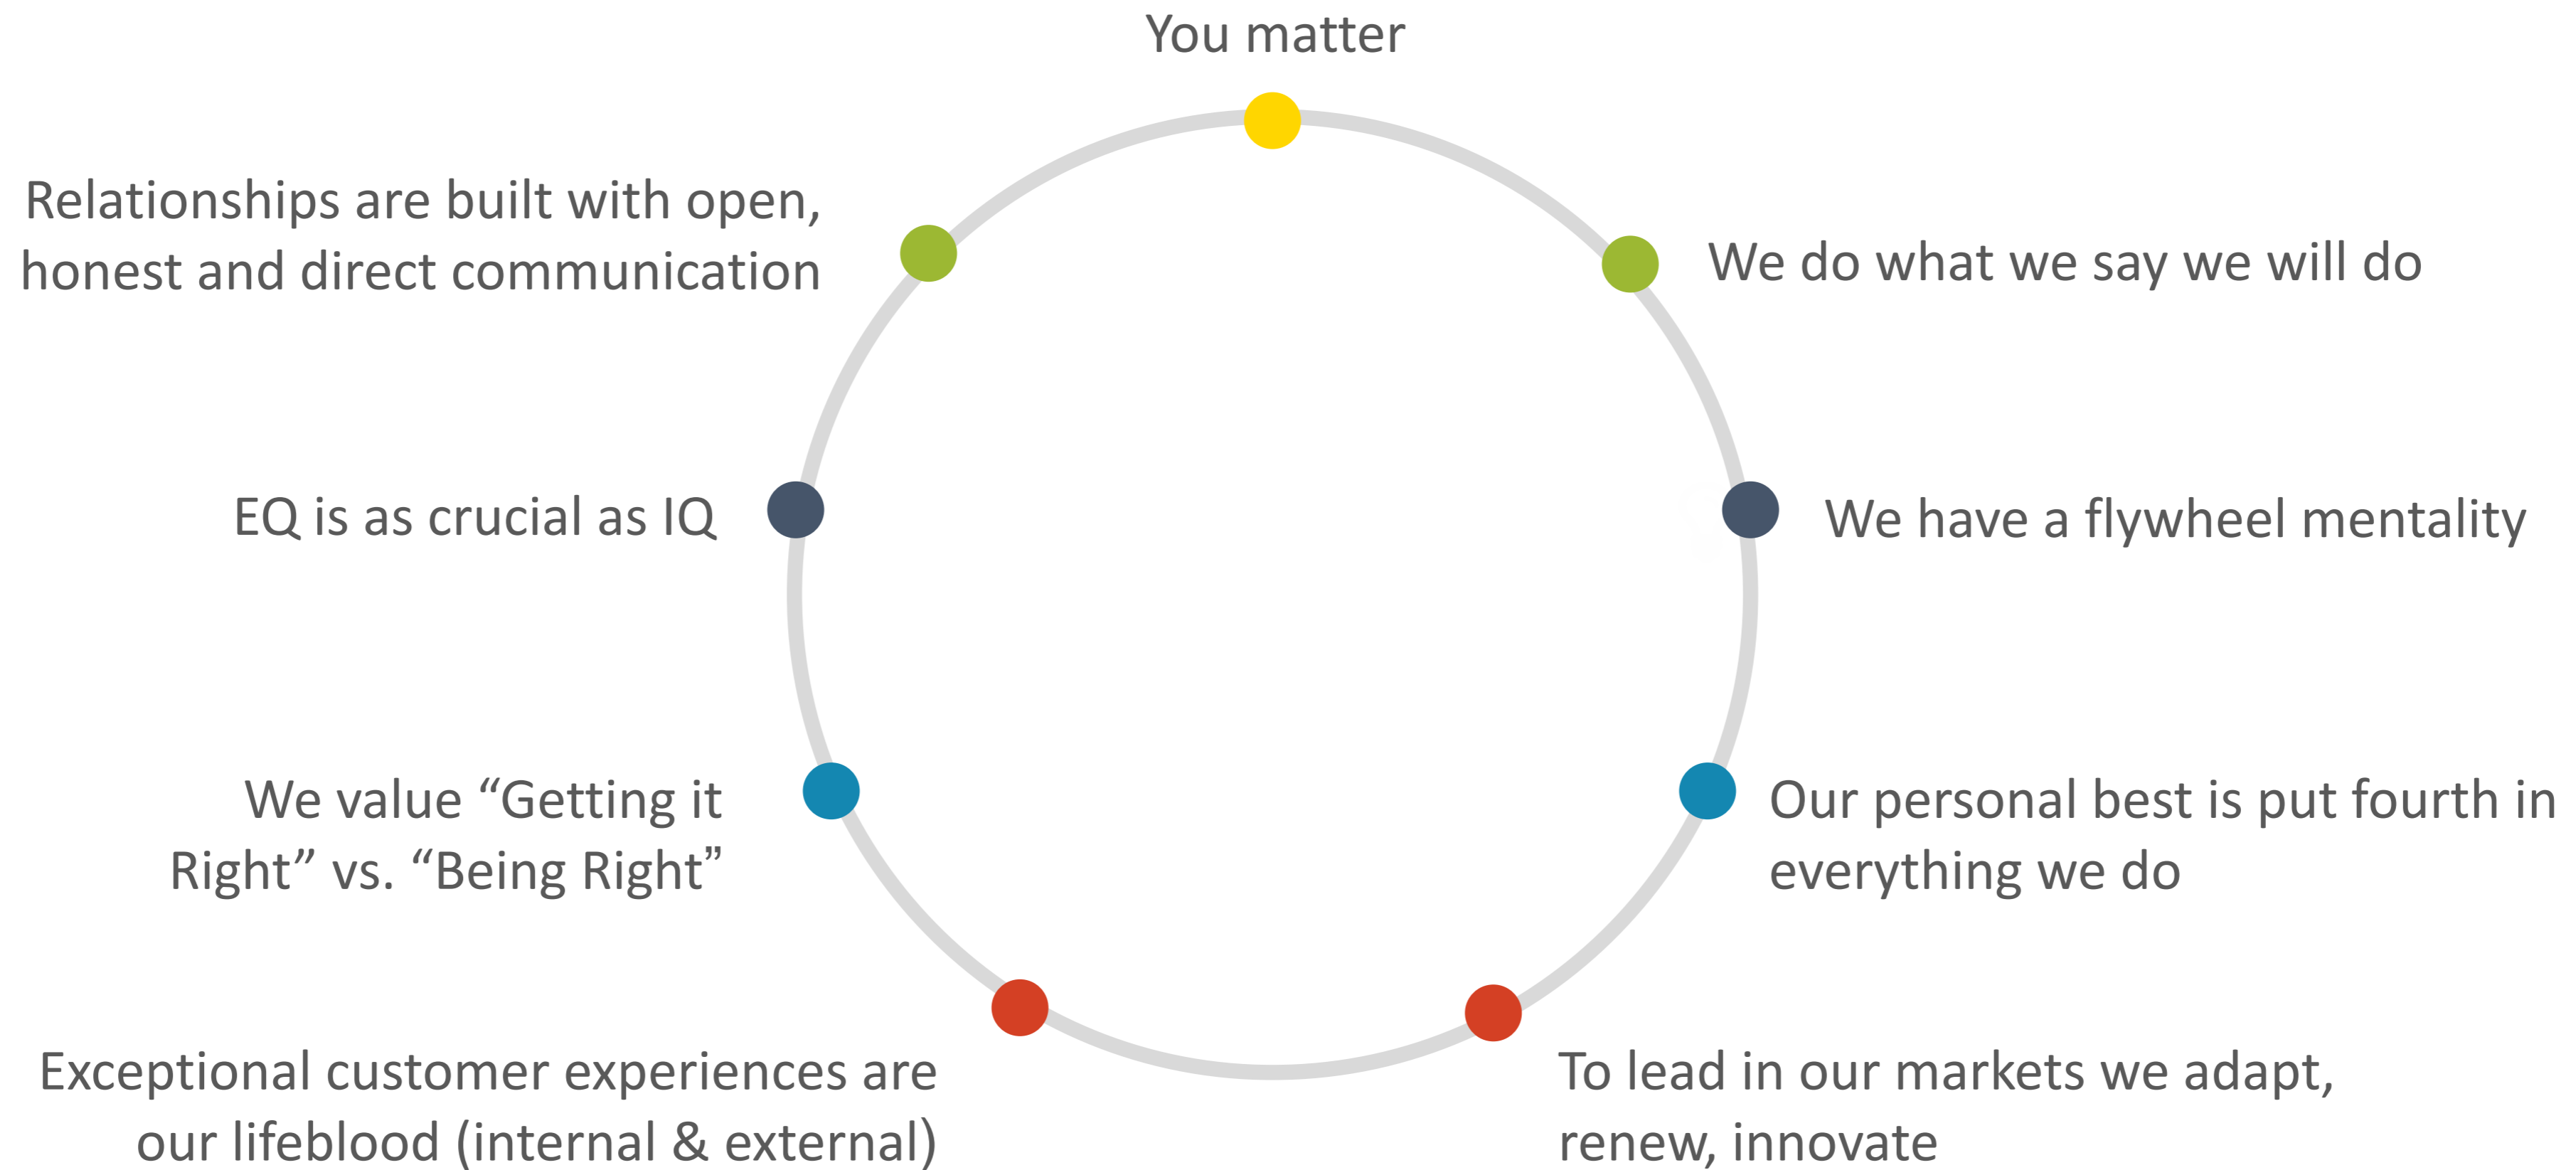 You matter
Relationships are built with open,
honest and direct communication
We do what we say we will do
EQ is as crucial as IQ
We have a flywheel mentality
We value “Getting it
Right” vs. “Being Right”
Our personal best is put fourth in
everything we do
Exceptional customer experiences are
our lifeblood (internal & external)
To lead in our markets we adapt,
renew, innovate